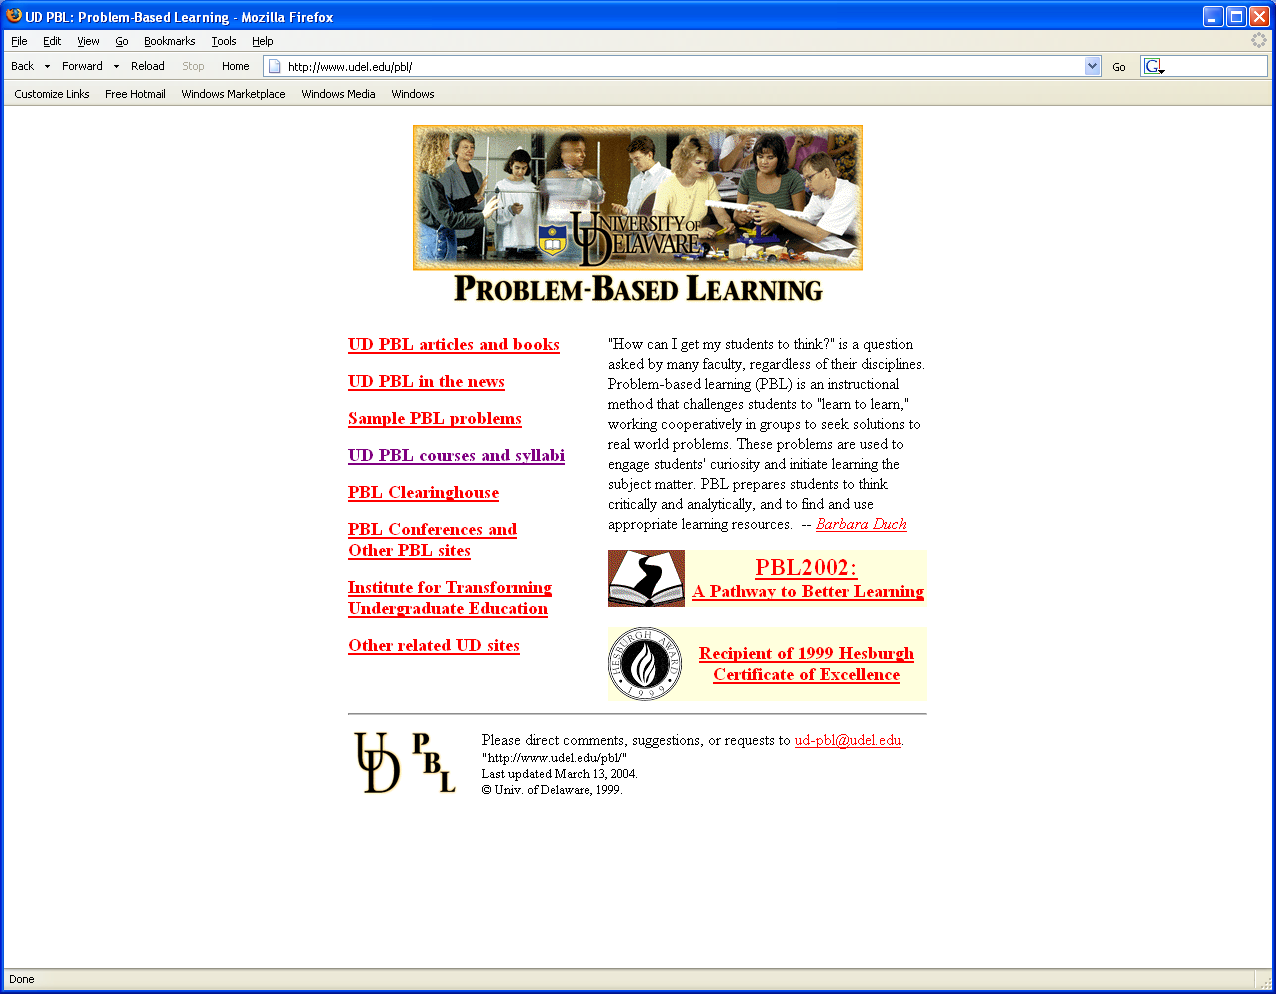 UD PBL: Problem-Based Learning - Mozilla Firefox
File Edit View Go Bookmarks Tools Help
Back Forward Reload Stop Home http://www.udel.edu/pbl/ Go G
Customize Links Free Hotmail Windows Marketplace Windows Media Windows
UNIVERSITY OF
DELAWARE
PROBLEM-BASED LEARNING
UD PBL articles and books
UD PBL in the news
Sample PBL problems
UD PBL courses and syllabi
PBL Clearinghouse
PBL Conferences and
Other PBL sites
Institute for Transforming
Undergraduate Education
Other related UD sites
"How can I get my students to think?" is a question
asked by many faculty, regardless of their disciplines.
Problem-based learning (PBL) is an instructional
method that challenges students to "learn to learn,"
working cooperatively in groups to seek solutions to
real world problems. These problems are used to
engage students' curiosity and initiate learning the
subject matter. PBL prepares students to think
critically and analytically, and to find and use
appropriate learning resources.  -- Barbara Duch
PBL2002:
A Pathway to Better Learning
HESBURGH AWARD
1999
Recipient of 1999 Hesburgh
Certificate of Excellence
UD PBL
Please direct comments, suggestions, or requests to ud-pbl@udel.edu.
"http://www.udel.edu/pbl/"
Last updated March 13, 2004.
© Univ. of Delaware, 1999.
Done